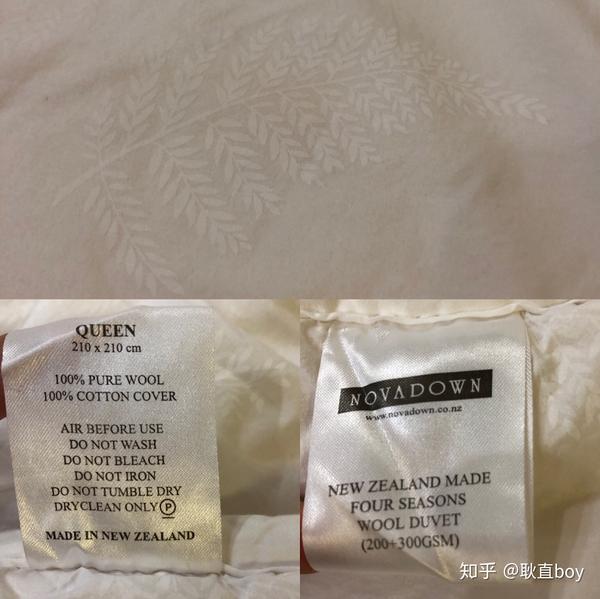 QUEEN
210 x 210 cm
100% PURE WOOL
100% COTTON COVER
AIR BEFORE USE
DO NOT WASH
DO NOT BLEACH
DO NOT IRON
DO NOT TUMBLE DRY
DRYCLEAN ONLY P
MADE IN NEW ZEALAND
NOVADOWN
www.novadown.co.nz
NEW ZEALAND MADE
FOUR SEASONS
WOOL DUVET
(200+300GSM)
知乎 @耿直boy